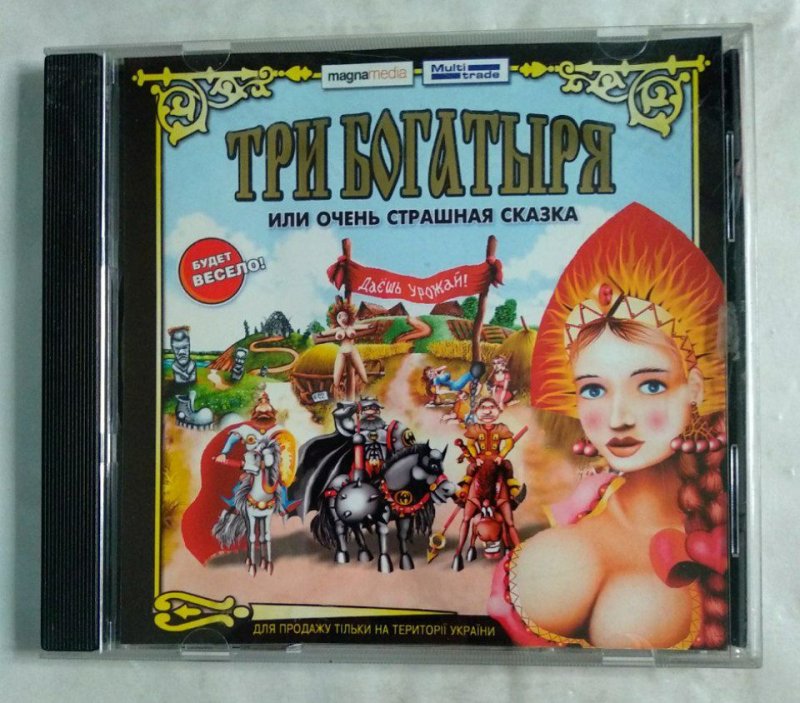 magnamedia
Multi
trade
ТРИ БОГАТЫРЯ
ИЛИ ОЧЕНЬ СТРАШНАЯ СКАЗКА
БУДЕТ
ВЕСЕЛО!
Даёшь урожай!
ДЛЯ ПРОДАЖУ ТІЛЬКИ НА ТЕРИТОРІЇ УКРАЇНИ